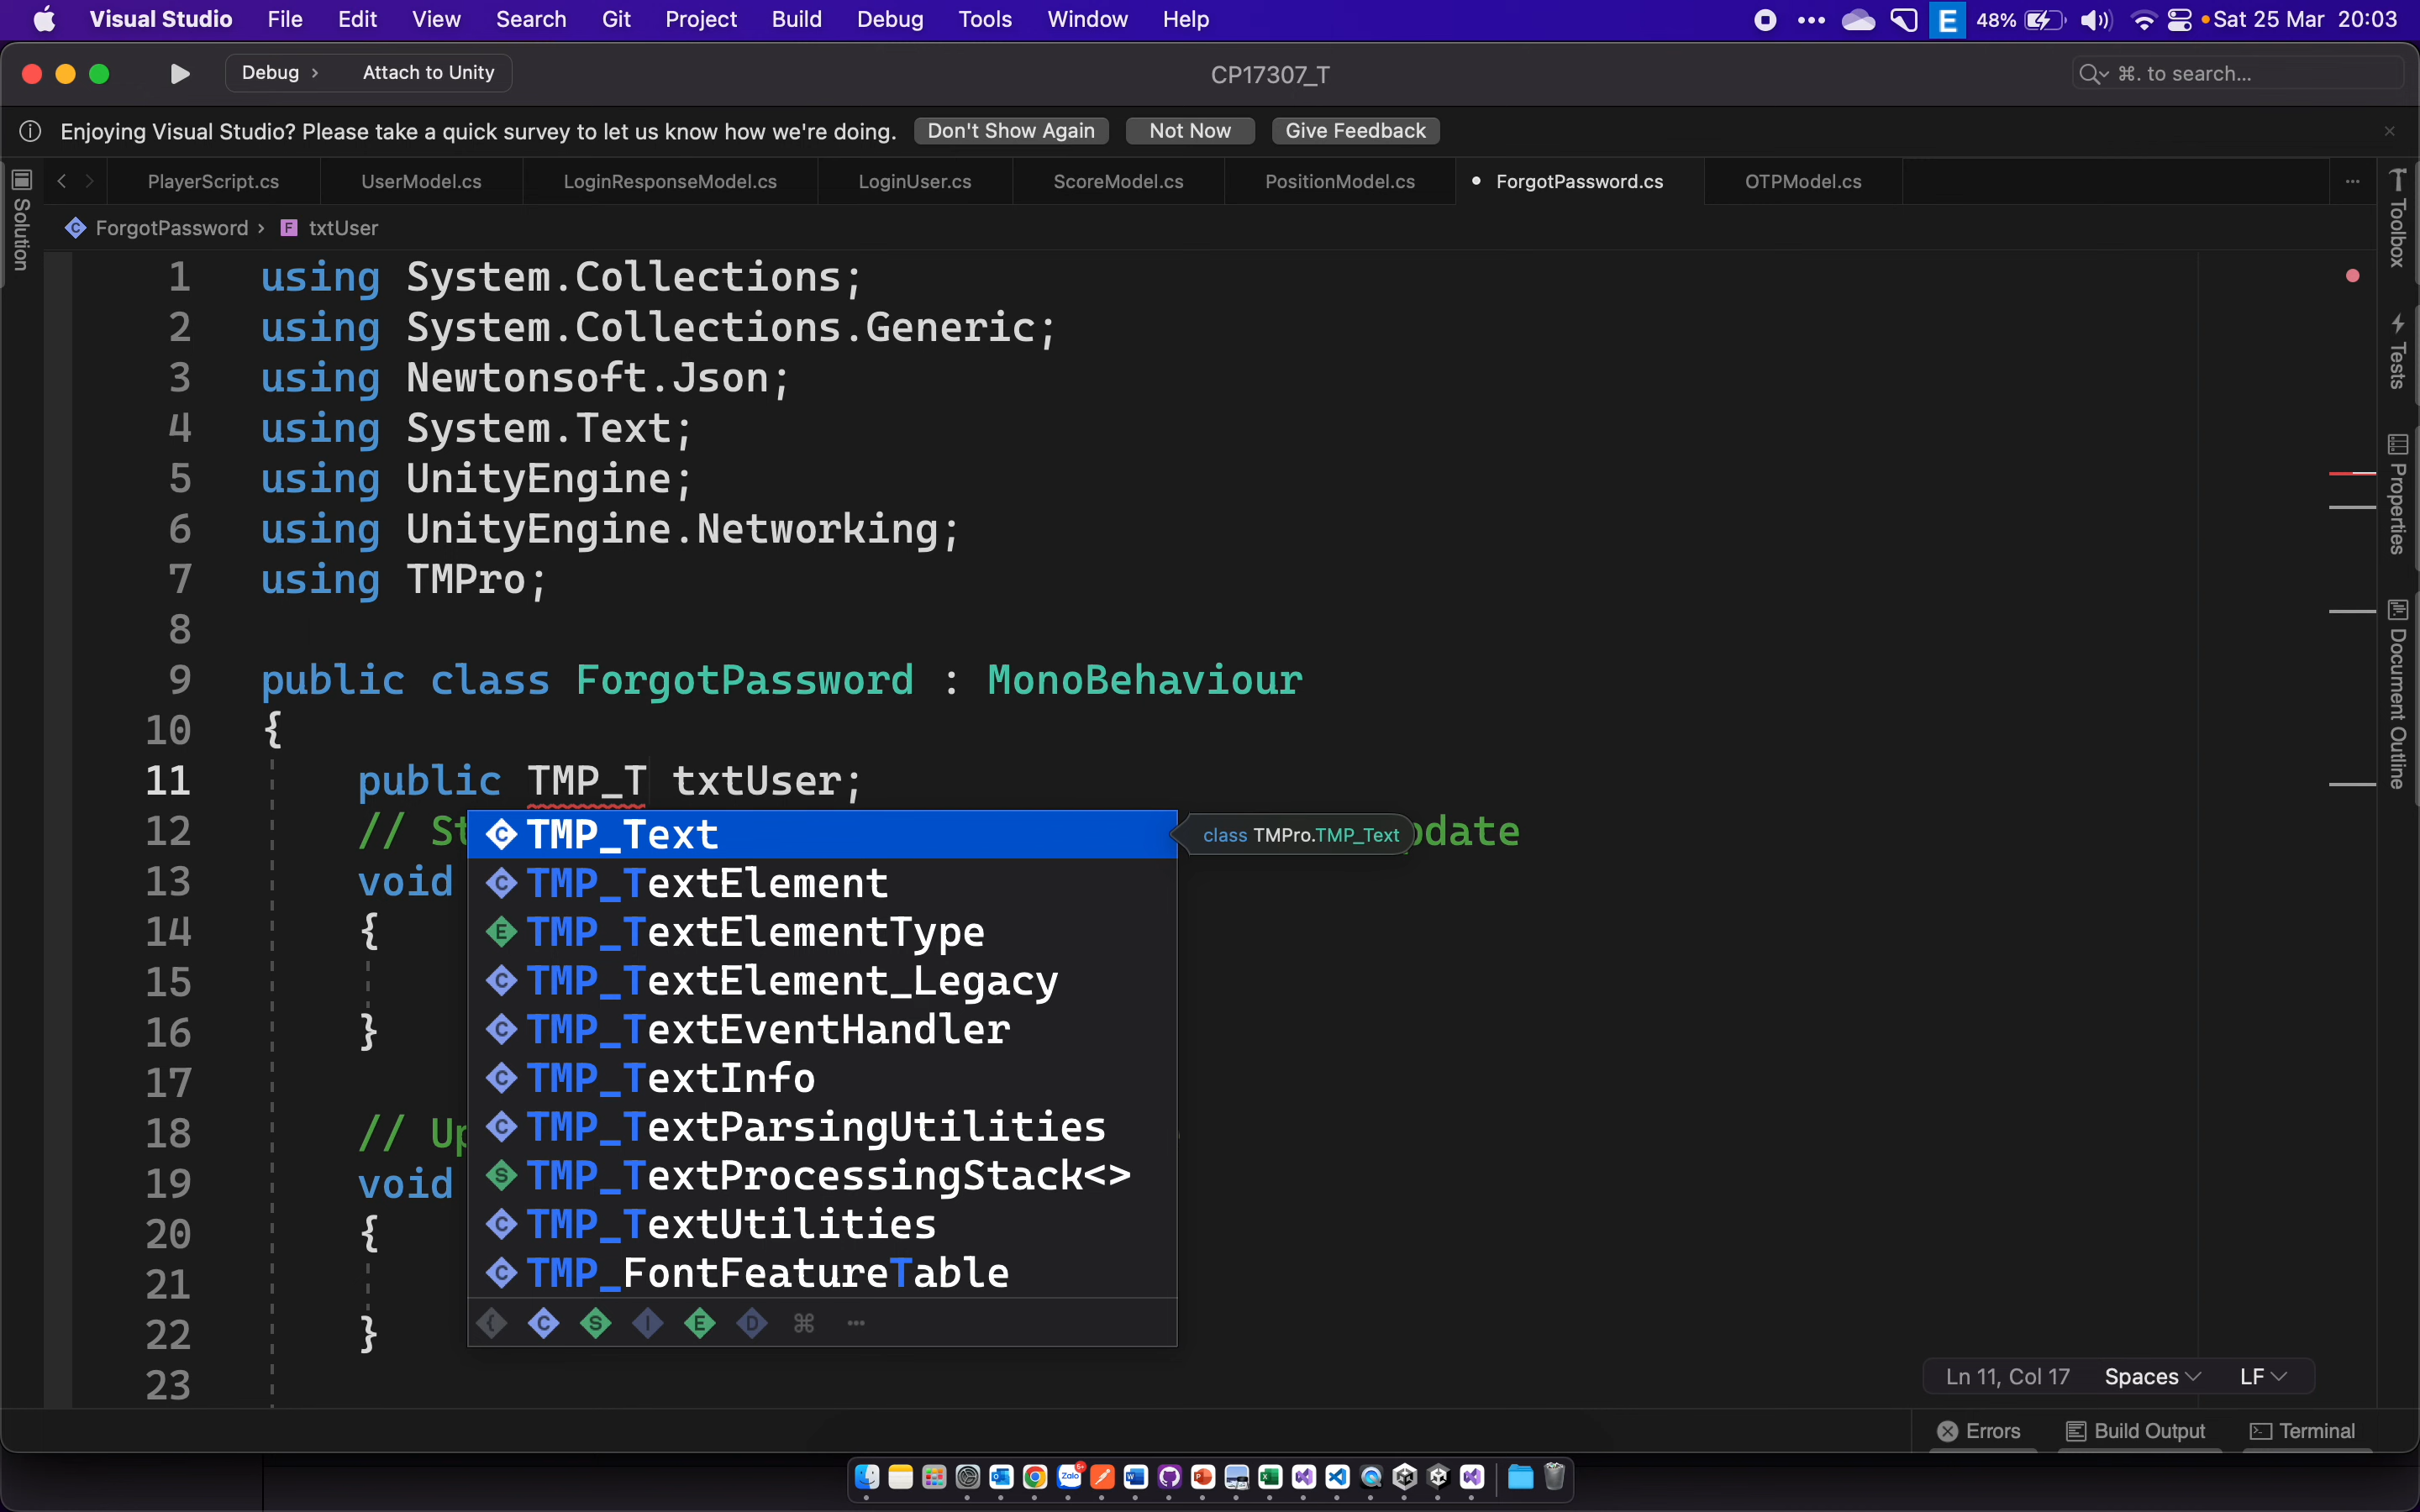 Visual Studio File Edit View Search Git Project Build Debug Tools Window Help E 48% Sat 25 Mar 20:03
Debug › Attach to Unity CP17307_T ⌘. to search...
Enjoying Visual Studio? Please take a quick survey to let us know how we're doing. Don't Show Again Not Now Give Feedback
PlayerScript.cs UserModel.cs LoginResponseModel.cs LoginUser.cs ScoreModel.cs PositionModel.cs ForgotPassword.cs OTPModel.cs
Solution
ForgotPassword › F txtUser
1 using System.Collections;
2 using System.Collections.Generic;
3 using Newtonsoft.Json;
4 using System.Text;
5 using UnityEngine;
6 using UnityEngine.Networking;
7 using TMPro;
8
9 public class ForgotPassword : MonoBehaviour
10 {
11 public TMP_T txtUser;
12 // St
13 void
14 {
15
16 }
17
18 // Up
19 void
20 {
21
22 }
23
C TMP_Text
C TMP_TextElement
E TMP_TextElementType
C TMP_TextElement_Legacy
C TMP_TextEventHandler
C TMP_TextInfo
C TMP_TextParsingUtilities
S TMP_TextProcessingStack<>
C TMP_TextUtilities
C TMP_FontFeatureTable
{ C S I E D ⌘ ···
class TMPro.TMP_Text
pdate
Toolbox
Tests
Properties
Document Outline
Ln 11, Col 17 Spaces LF
Errors Build Output Terminal
Zalo 5+